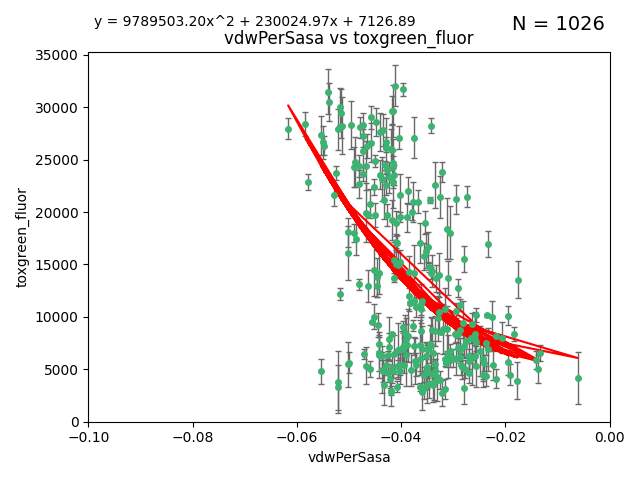 y = 9789503.20x^2 + 230024.97x + 7126.89
N = 1026
vdwPerSasa vs toxgreen_fluor
35000
30000
25000
20000
15000
10000
5000
0
toxgreen_fluor
−0.10
−0.08
−0.06
−0.04
−0.02
0.00
vdwPerSasa